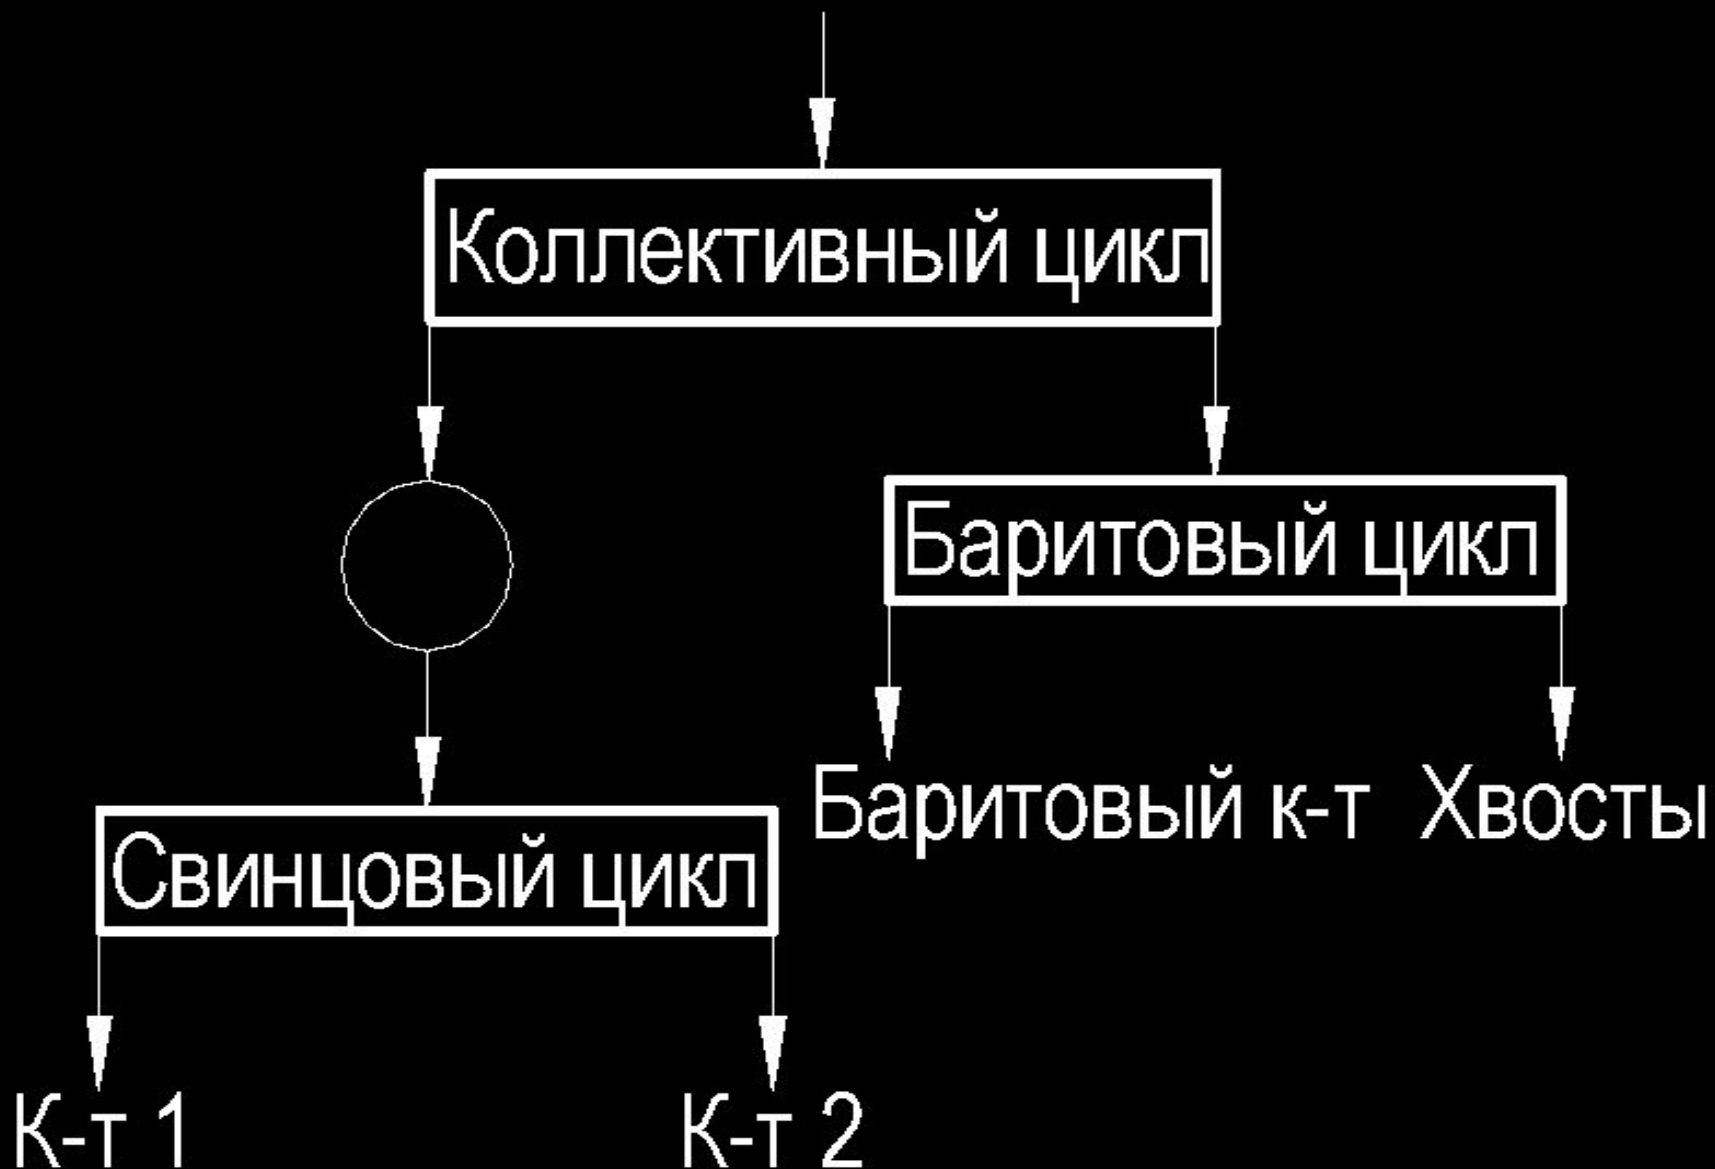 Коллективный цикл
Баритовый цикл
Баритовый к-т Хвосты
Свинцовый цикл
К-т 1 К-т 2